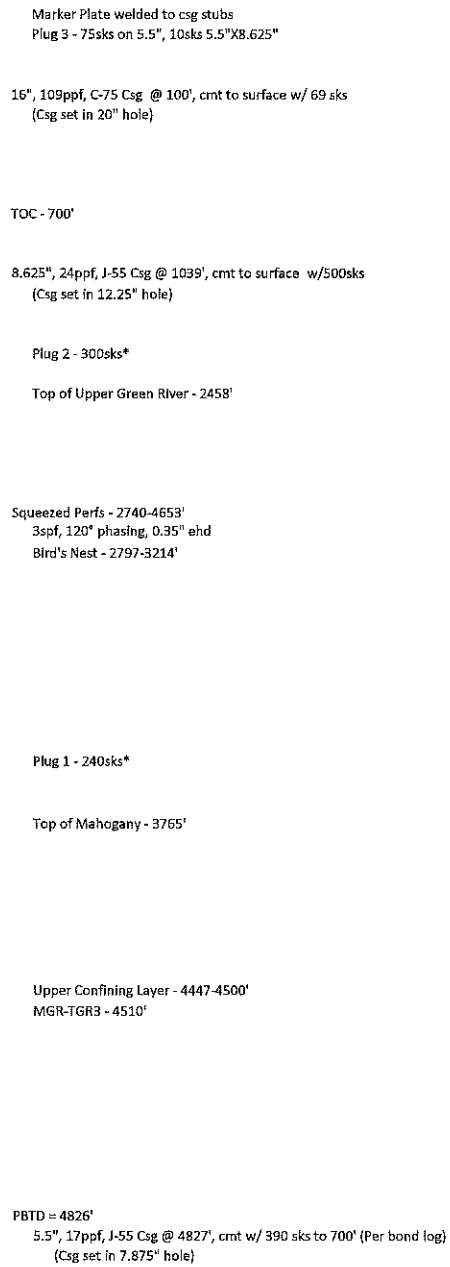 Marker Plate welded to csg stubs
Plug 3 - 75sks on 5.5", 10sks 5.5"X8.625"
16", 109ppf, C-75 Csg @ 100', cmt to surface w/ 69 sks
(Csg set in 20" hole)
TOC - 700'
8.625", 24ppf, J-55 Csg @ 1039', cmt to surface w/500sks
(Csg set in 12.25" hole)
Plug 2 - 300sks*
Top of Upper Green River - 2458'
Squeezed Perfs - 2740-4653'
3spf, 120° phasing, 0.35" ehd
Bird's Nest - 2797-3214'
Plug 1 - 240sks*
Top of Mahogany - 3765'
Upper Confining Layer - 4447-4500'
MGR-TGR3 - 4510'
PBTD = 4826'
5.5", 17ppf, J-55 Csg @ 4827', cmt w/ 390 sks to 700' (Per bond log)
(Csg set in 7.875" hole)